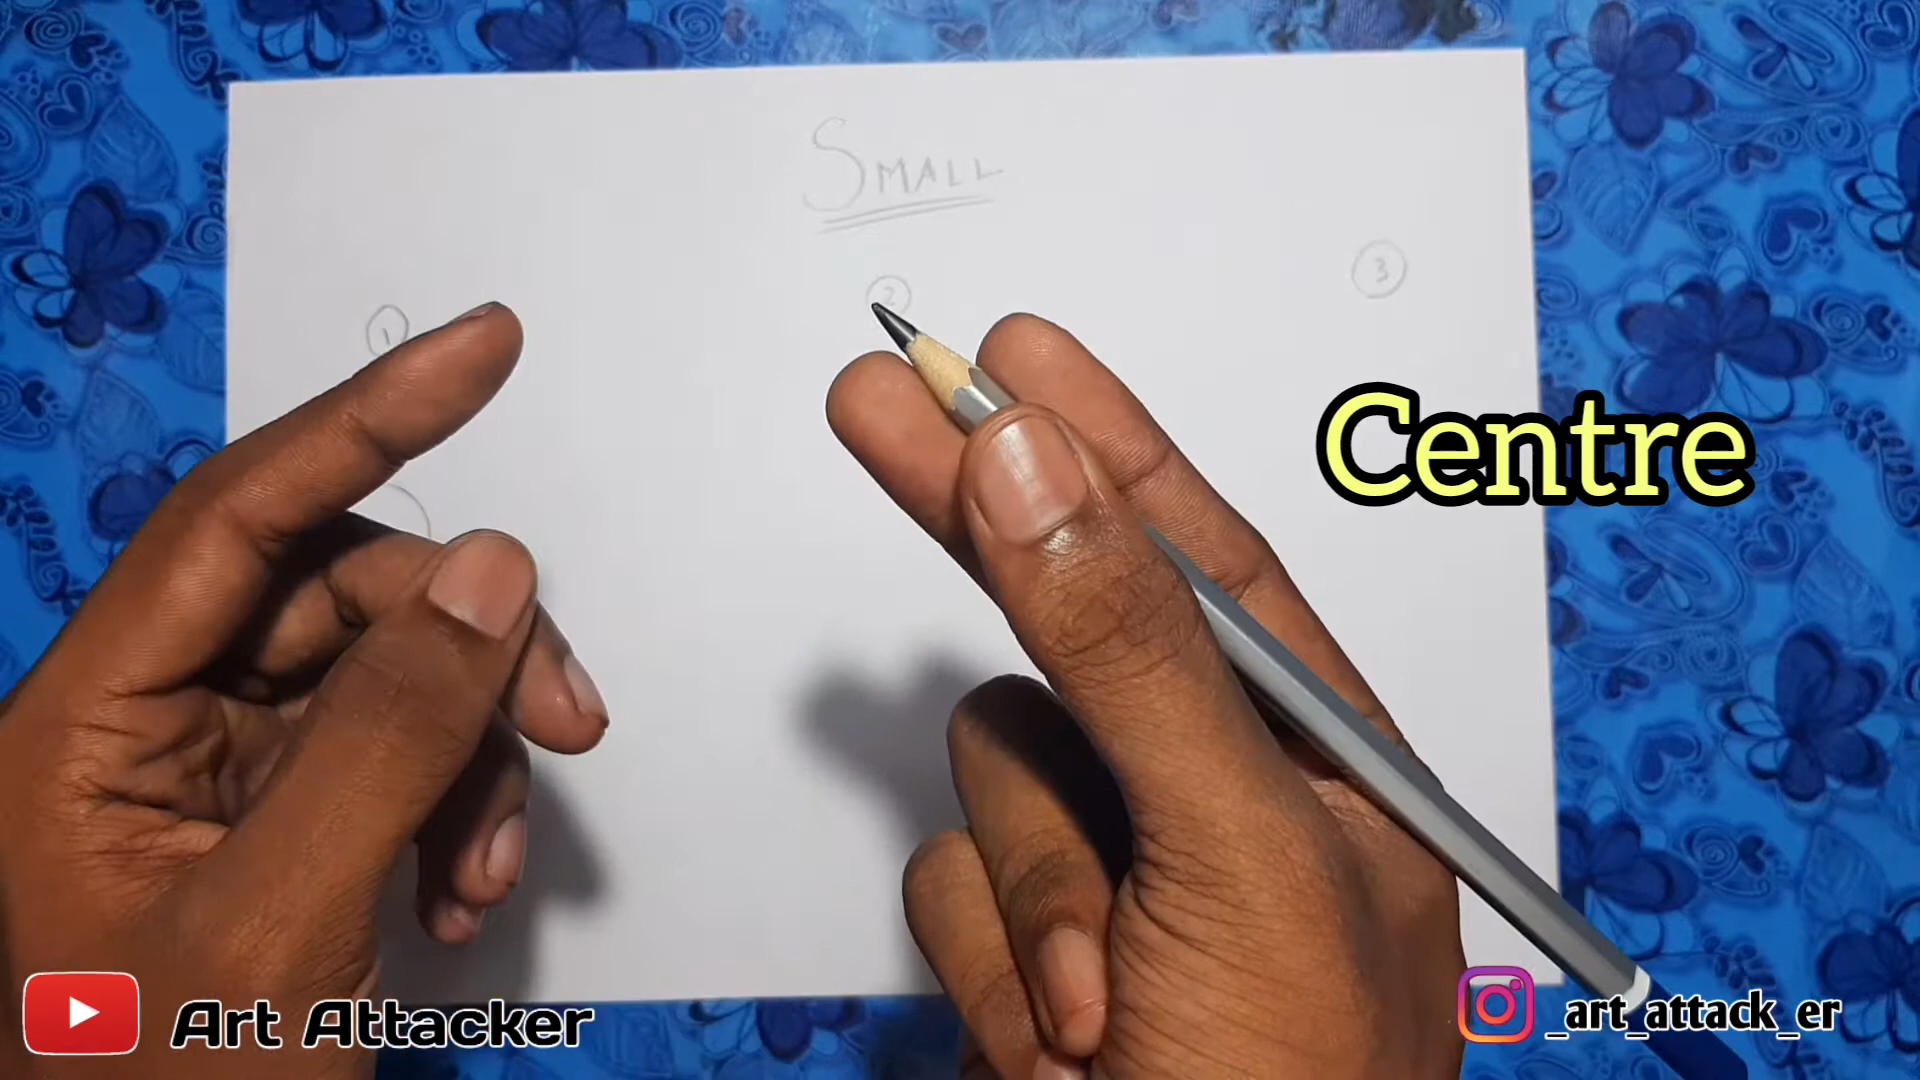 SMALL
1
2
3
Centre
Art Attacker
_art_attack_er